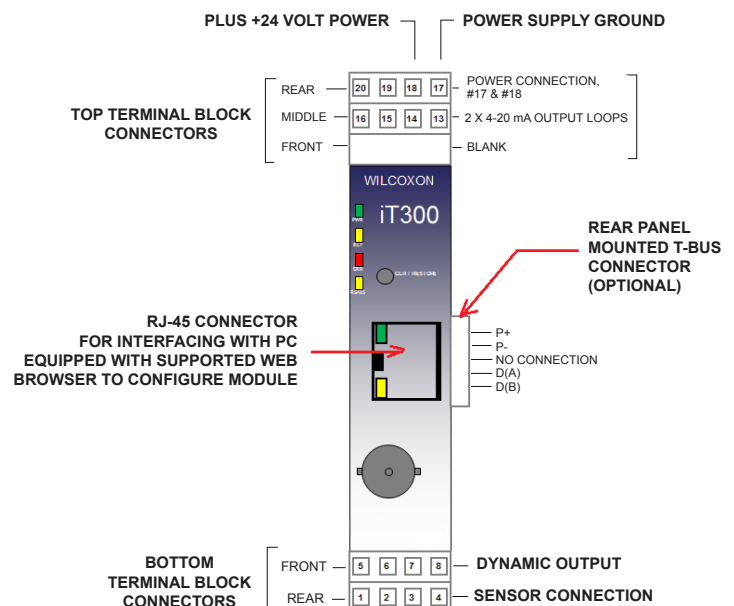 PLUS +24 VOLT POWER
POWER SUPPLY GROUND
TOP TERMINAL BLOCK
CONNECTORS
REAR
20 19 18 17
POWER CONNECTION,
#17 & #18
MIDDLE
16 15 14 13
2 X 4-20 mA OUTPUT LOOPS
FRONT
BLANK
WILCOXON
iT300
PWR
CLR / RESTORE
REAR PANEL
MOUNTED T-BUS
CONNECTOR
(OPTIONAL)
RJ-45 CONNECTOR
FOR INTERFACING WITH PC
EQUIPPED WITH SUPPORTED WEB
BROWSER TO CONFIGURE MODULE
P+
P-
NO CONNECTION
D(A)
D(B)
BOTTOM
TERMINAL BLOCK
CONNECTORS
FRONT
5 6 7 8
DYNAMIC OUTPUT
REAR
1 2 3 4
SENSOR CONNECTION